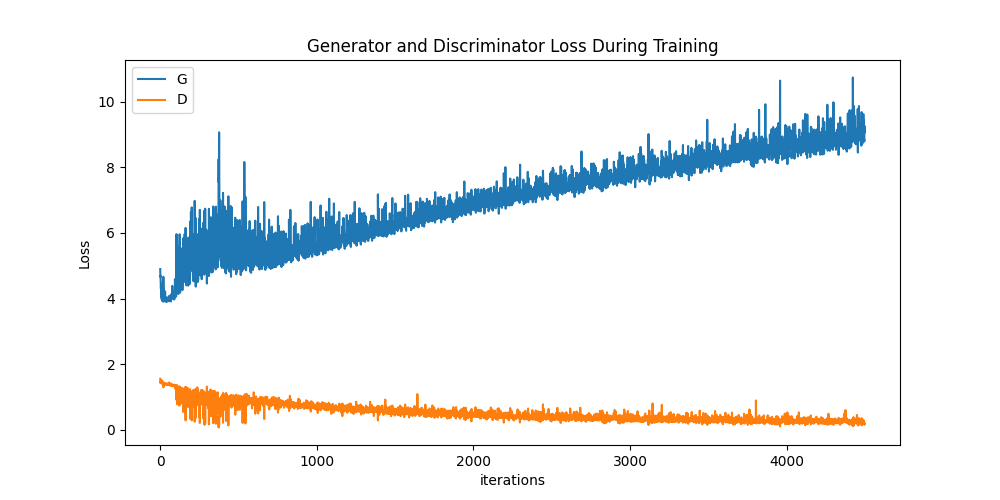 Generator and Discriminator Loss During Training
G
D
10
8
6
4
2
0
Loss
0 1000 2000 3000 4000
iterations